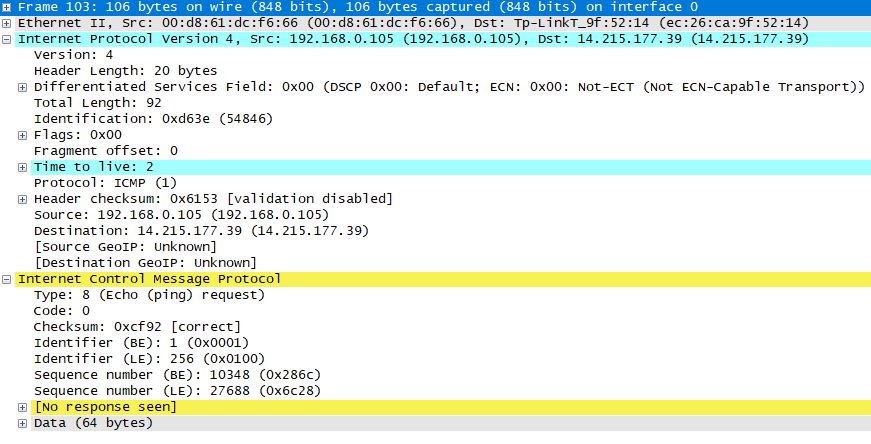 Frame 103: 106 bytes on wire (848 bits), 106 bytes captured (848 bits) on interface 0
Ethernet II, Src: 00:d8:61:dc:f6:66 (00:d8:61:dc:f6:66), Dst: Tp-LinkT_9f:52:14 (ec:26:ca:9f:52:14)
Internet Protocol Version 4, Src: 192.168.0.105 (192.168.0.105), Dst: 14.215.177.39 (14.215.177.39)
Version: 4
Header Length: 20 bytes
Differentiated Services Field: 0x00 (DSCP 0x00: Default; ECN: 0x00: Not-ECT (Not ECN-Capable Transport))
Total Length: 92
Identification: 0xd63e (54846)
Flags: 0x00
Fragment offset: 0
Time to live: 2
Protocol: ICMP (1)
Header checksum: 0x6153 [validation disabled]
Source: 192.168.0.105 (192.168.0.105)
Destination: 14.215.177.39 (14.215.177.39)
[Source GeoIP: Unknown]
[Destination GeoIP: Unknown]
Internet Control Message Protocol
Type: 8 (Echo (ping) request)
Code: 0
Checksum: 0xcf92 [correct]
Identifier (BE): 1 (0x0001)
Identifier (LE): 256 (0x0100)
Sequence number (BE): 10348 (0x286c)
Sequence number (LE): 27688 (0x6c28)
[No response seen]
Data (64 bytes)